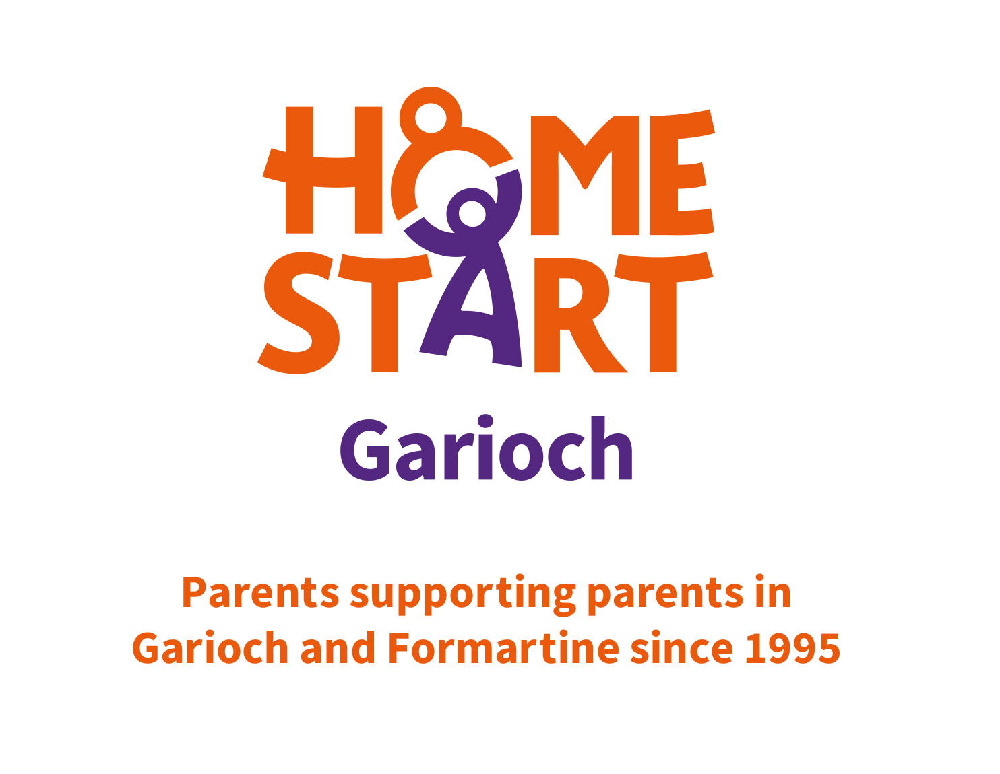 HOME
START
Garioch
Parents supporting parents in
Garioch and Formartine since 1995